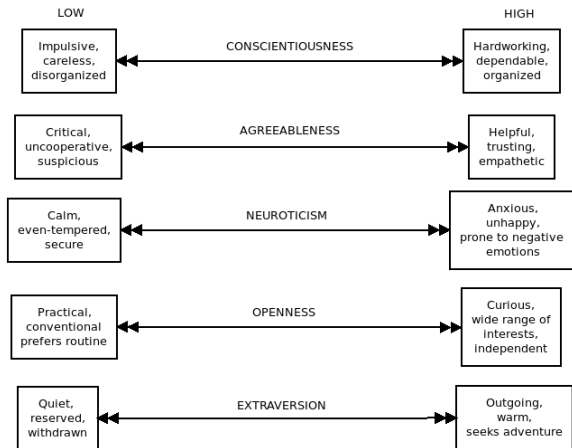 LOW
HIGH
Impulsive,
careless,
disorganized
CONSCIENTIOUSNESS
Hardworking,
dependable,
organized
Critical,
uncooperative,
suspicious
AGREEABLENESS
Helpful,
trusting,
empathetic
Calm,
even-tempered,
secure
NEUROTICISM
Anxious,
unhappy,
prone to negative
emotions
Practical,
conventional
prefers routine
OPENNESS
Curious,
wide range of
interests,
independent
Quiet,
reserved,
withdrawn
EXTRAVERSION
Outgoing,
warm,
seeks adventure